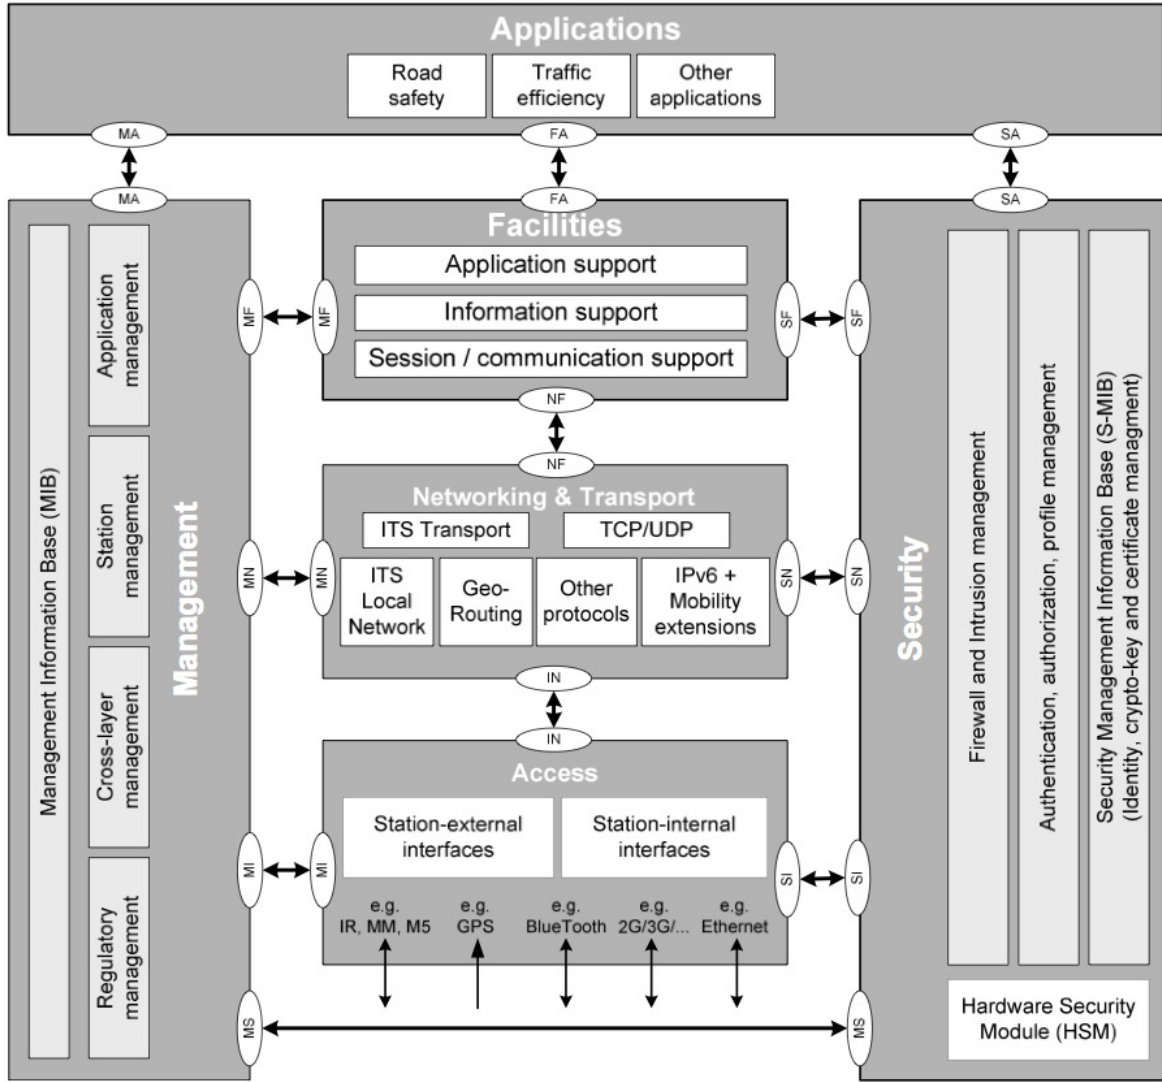 Applications
Road
safety
Traffic
efficiency
Other
applications
MA
FA
SA
MA
FA
SA
Management Information Base (MIB)
Application
management
Station
management
Cross-layer
management
Regulatory
management
Management
MF
MN
MI
MS
Facilities
Application support
Information support
Session / communication support
MF
SF
NF
NF
Networking & Transport
ITS Transport
TCP/UDP
ITS
Local
Network
Geo-
Routing
Other
protocols
IPv6 +
Mobility
extensions
MN
SN
IN
IN
Access
Station-external
interfaces
Station-internal
interfaces
MI
SI
e.g.
IR, MM, M5
e.g.
GPS
e.g.
BlueTooth
e.g.
2G/3G/...
e.g.
Ethernet
SF
SN
SI
MS
Security
Firewall and Intrusion management
Authentication, authorization, profile management
Security Management Information Base (S-MIB)
(Identity, crypto-key and certificate managment)
Hardware Security
Module (HSM)